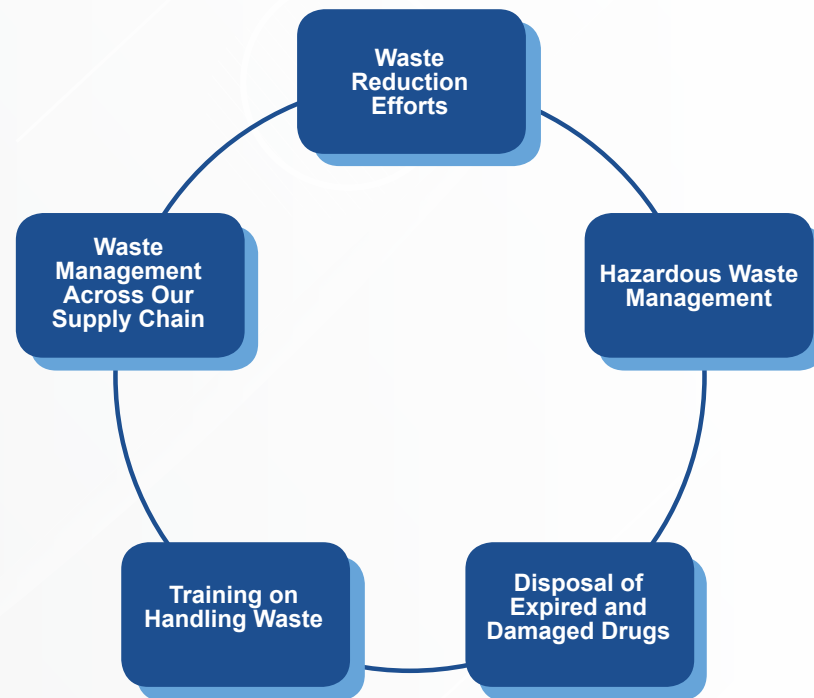 Waste
Reduction
Efforts
Waste
Management
Across Our
Supply Chain
Hazardous Waste
Management
Training on
Handling Waste
Disposal of
Expired and
Damaged Drugs